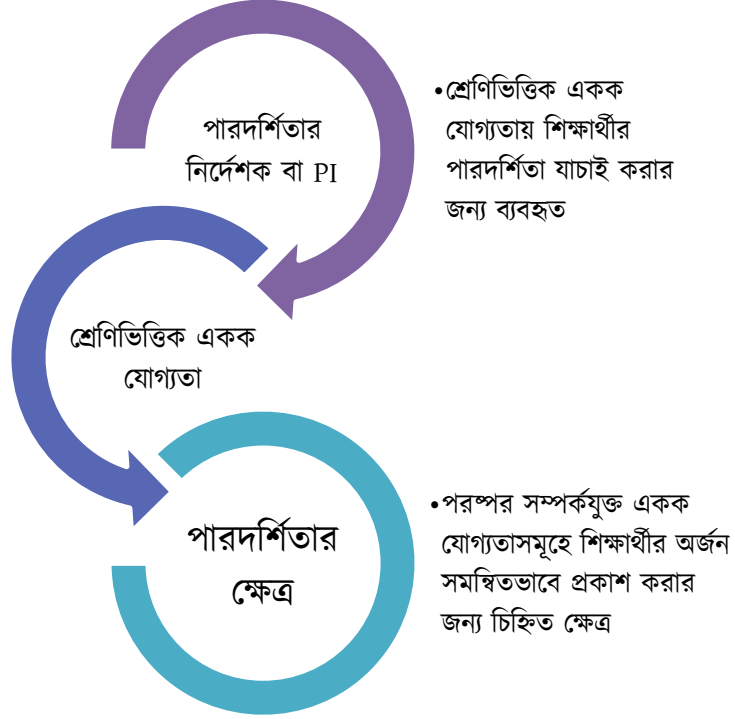 পারদর্শিতার
নির্দেশক বা PI
•শ্রেণিভিত্তিক একক
যোগ্যতায় শিক্ষার্থীর
পারদর্শিতা যাচাই করার
জন্য ব্যবহৃত
শ্রেণিভিত্তিক একক
যোগ্যতা
পারদর্শিতার
ক্ষেত্র
•পরষ্পর সম্পর্কযুক্ত একক
যোগ্যতাসমূহে শিক্ষার্থীর অর্জন
সমন্বিতভাবে প্রকাশ করার
জন্য চিহ্নিত ক্ষেত্র